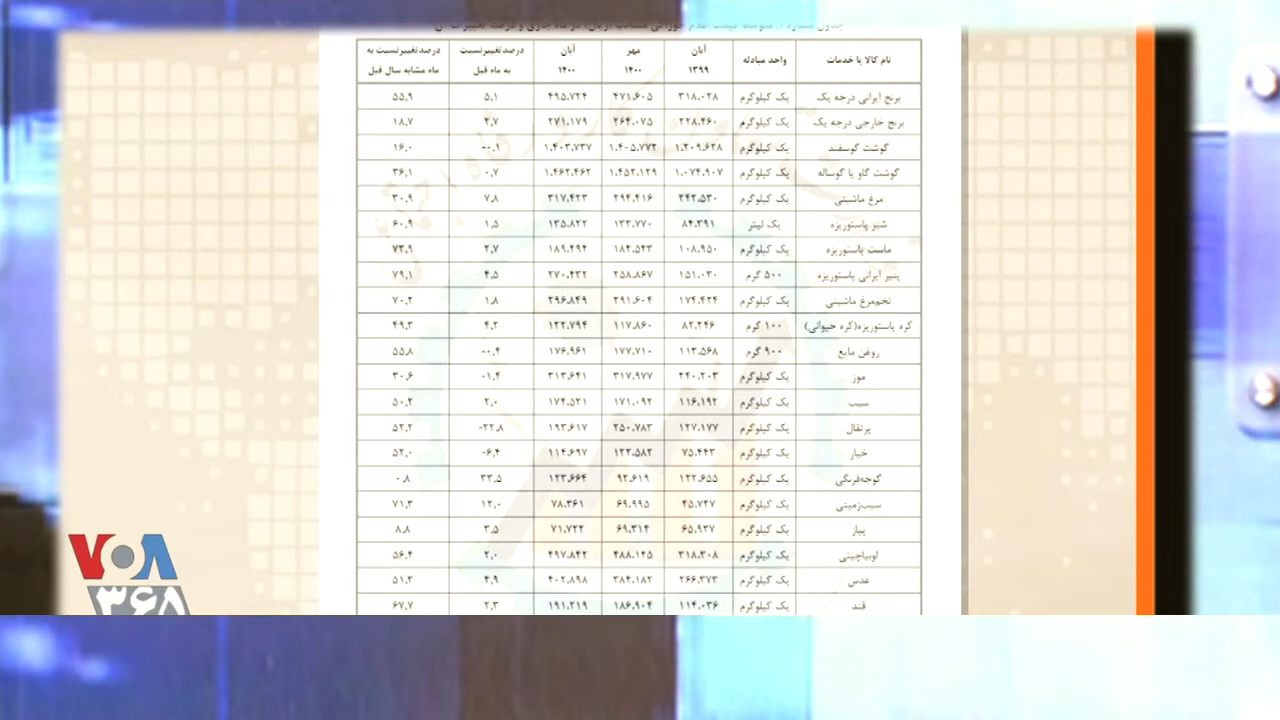 نام کالا یا خدمات واحد مبادله آبان ۱۳۹۹ مهر ۱۴۰۰ آبان ۱۴۰۰ درصد تغییر نسبت به ماه قبل درصد تغییر نسبت به ماه مشابه سال قبل
برنج ایرانی درجه یک یک کیلوگرم ۳۱۸،۰۲۸ ۴۷۱،۶۰۵ ۴۹۵،۷۲۴ ۵,۱ ۵۵,۹
برنج خارجی درجه یک یک کیلوگرم ۲۲۸،۴۶۰ ۲۶۴،۰۷۵ ۲۷۱،۱۷۹ ۲,۷ ۱۸,۷
گوشت گوسفند یک کیلوگرم ۱،۲۰۹،۶۲۸ ۱،۴۰۵،۷۷۲ ۱،۴۰۳،۷۳۷ -۰,۱ ۱۶,۰
گوشت گاو یا گوساله یک کیلوگرم ۱،۰۷۴،۹۰۷ ۱،۴۵۲،۱۲۹ ۱،۴۶۲،۴۶۲ ۰,۷ ۳۶,۱
مرغ ماشینی یک کیلوگرم ۲۴۲،۵۳۰ ۲۹۴،۴۱۶ ۳۱۷،۴۲۳ ۷,۸ ۳۰,۹
شیر پاستوریزه یک لیتر ۸۴،۳۹۱ ۱۳۳،۷۷۰ ۱۳۵،۸۲۲ ۱,۵ ۶۰,۹
ماست پاستوریزه یک کیلوگرم ۱۰۸،۹۵۰ ۱۸۴،۵۴۳ ۱۸۹،۴۹۴ ۲,۷ ۷۳,۹
پنیر ایرانی پاستوریزه ۵۰۰ گرم ۱۵۱،۰۳۰ ۲۵۸،۸۶۷ ۲۷۰،۴۳۲ ۴,۵ ۷۹,۱
تخم‌مرغ ماشینی یک کیلوگرم ۱۷۴،۴۲۴ ۲۹۱،۶۰۴ ۲۹۶،۸۴۹ ۱,۸ ۷۰,۲
کره پاستوریزه(کره حیوانی) ۱۰۰ گرم ۸۲،۲۴۶ ۱۱۷،۸۶۰ ۱۲۲،۷۹۴ ۴,۲ ۴۹,۳
روغن مایع ۹۰۰ گرم ۱۱۳،۵۶۸ ۱۷۷،۷۱۰ ۱۷۶،۹۶۱ -۰,۴ ۵۵,۸
موز یک کیلوگرم ۲۴۰،۲۰۳ ۳۱۷،۹۷۷ ۳۱۳،۶۴۱ -۱,۴ ۳۰,۶
سیب یک کیلوگرم ۱۱۶،۱۹۲ ۱۷۱،۰۹۲ ۱۷۴،۵۲۱ ۲,۰ ۵۰,۲
پرتقال یک کیلوگرم ۱۲۷،۱۷۷ ۲۵۰،۷۸۳ ۱۹۳،۶۱۷ -۲۲,۸ ۵۲,۲
خیار یک کیلوگرم ۷۵،۴۴۳ ۱۲۲،۵۸۲ ۱۱۴،۶۹۷ -۶,۴ ۵۲,۰
گوجه‌فرنگی یک کیلوگرم ۱۲۲،۶۵۵ ۹۲،۶۱۹ ۱۲۳،۶۶۴ ۳۳,۵ ۰,۸
سیب‌زمینی یک کیلوگرم ۴۵،۷۴۷ ۶۹،۹۹۵ ۷۸،۳۶۱ ۱۲,۰ ۷۱,۳
پیاز یک کیلوگرم ۶۵،۹۳۷ ۶۹،۳۱۴ ۷۱،۷۲۲ ۳,۵ ۸,۸
لوبیاچیتی یک کیلوگرم ۳۱۸،۳۰۸ ۴۸۸،۱۴۵ ۴۹۷،۸۴۲ ۲,۰ ۵۶,۴
عدس یک کیلوگرم ۲۶۶،۳۷۳ ۳۸۴،۱۸۲ ۴۰۲،۸۹۸ ۴,۹ ۵۱,۳
قند یک کیلوگرم ۱۱۴،۰۳۶ ۱۸۶،۹۰۴ ۱۹۱،۲۱۹ ۲,۳ ۶۷,۷
VOA
۳۶۵